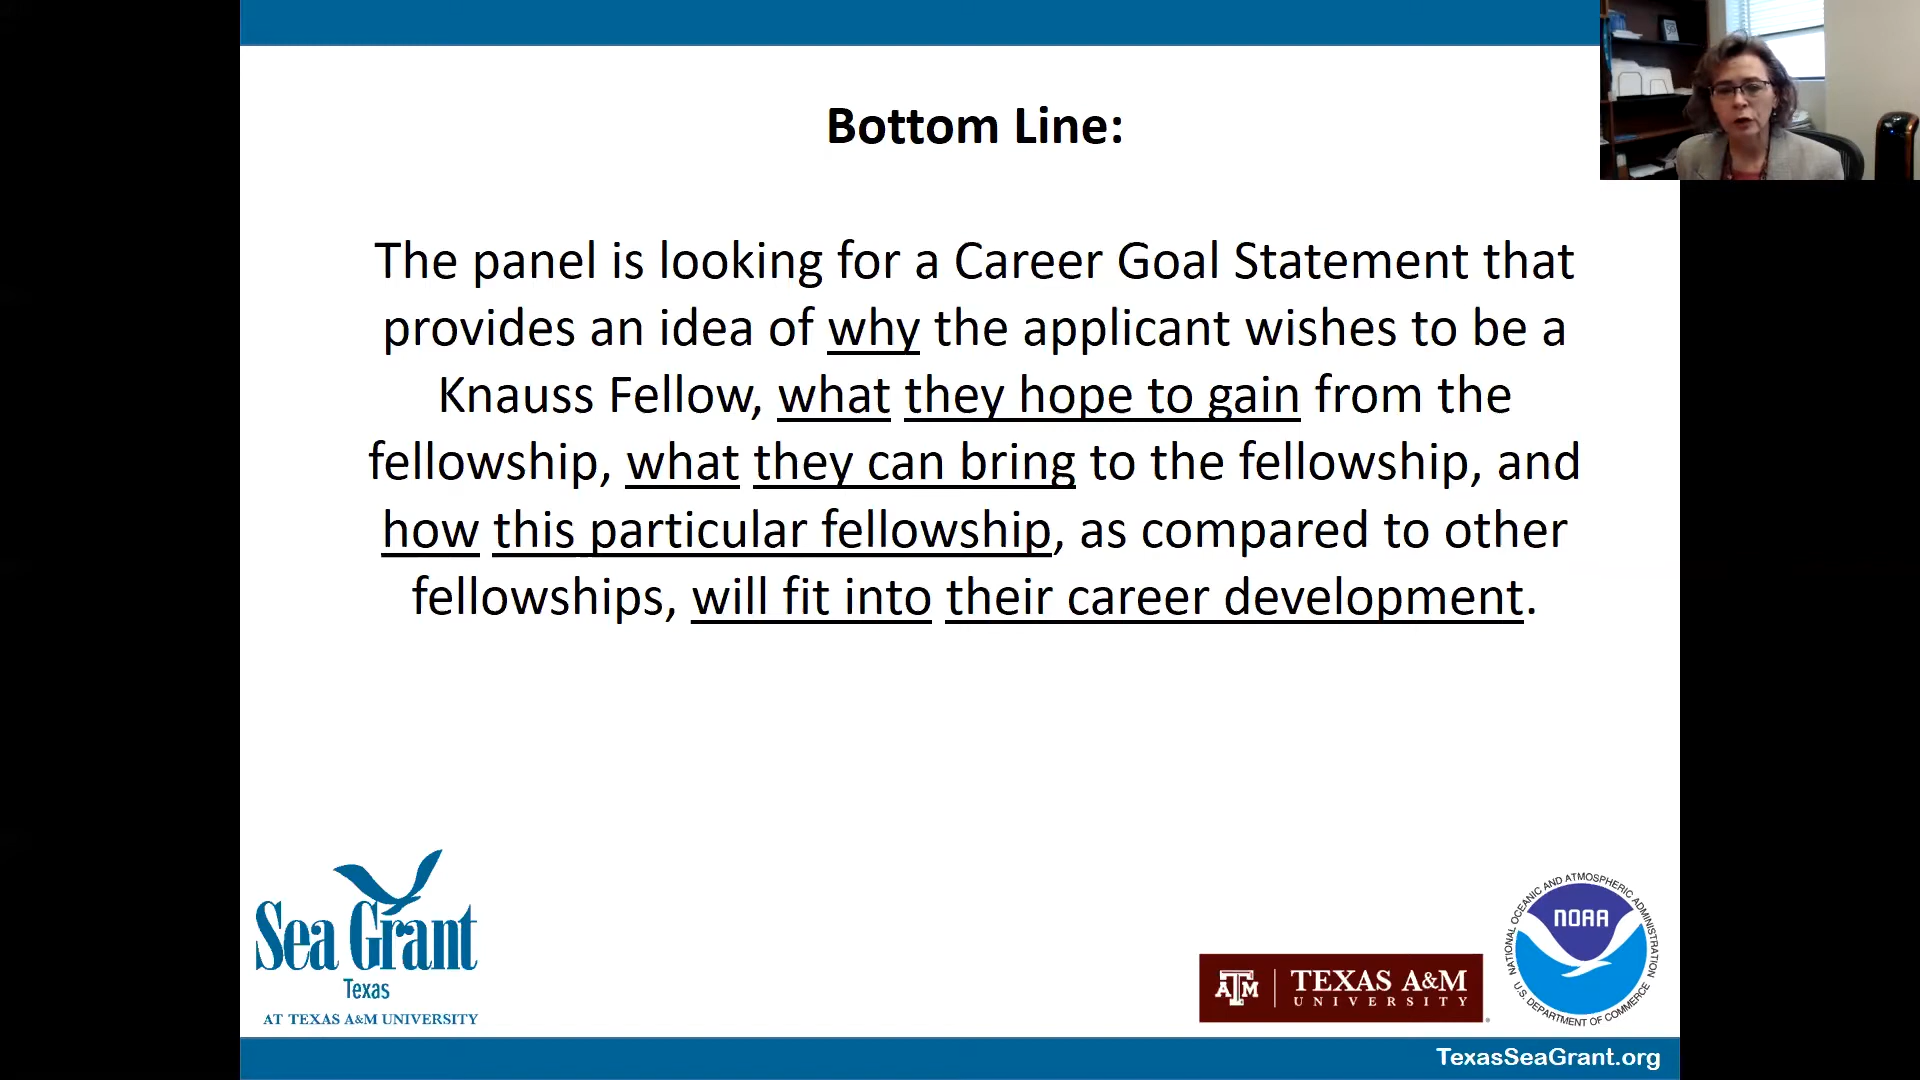 Bottom Line:
The panel is looking for a Career Goal Statement that
provides an idea of why the applicant wishes to be a
Knauss Fellow, what they hope to gain from the
fellowship, what they can bring to the fellowship, and
how this particular fellowship, as compared to other
fellowships, will fit into their career development.
Sea Grant
Texas
AT TEXAS A&M UNIVERSITY
ATM
TEXAS A&M
UNIVERSITY
NATIONAL OCEANIC AND ATMOSPHERIC ADMINISTRATION
NOAA
U.S. DEPARTMENT OF COMMERCE
TexasSeaGrant.org